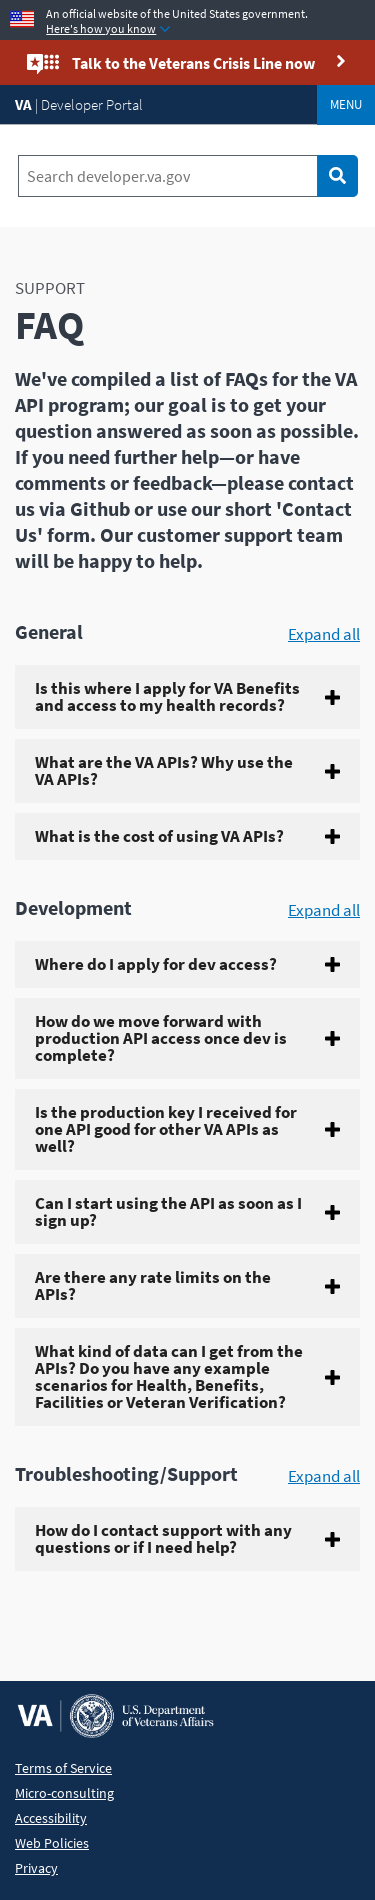 An official website of the United States government.
Here's how you know
Talk to the Veterans Crisis Line now
VA | Developer Portal
MENU
Search developer.va.gov
SUPPORT
FAQ
We've compiled a list of FAQs for the VA
API program; our goal is to get your
question answered as soon as possible.
If you need further help—or have
comments or feedback—please contact
us via Github or use our short 'Contact
Us' form. Our customer support team
will be happy to help.
General
Expand all
Is this where I apply for VA Benefits
and access to my health records?
What are the VA APIs? Why use the
VA APIs?
What is the cost of using VA APIs?
Development
Expand all
Where do I apply for dev access?
How do we move forward with
production API access once dev is
complete?
Is the production key I received for
one API good for other VA APIs as
well?
Can I start using the API as soon as I
sign up?
Are there any rate limits on the
APIs?
What kind of data can I get from the
APIs? Do you have any example
scenarios for Health, Benefits,
Facilities or Veteran Verification?
Troubleshooting/Support
Expand all
How do I contact support with any
questions or if I need help?
VA
U.S. Department
of Veterans Affairs
Terms of Service
Micro-consulting
Accessibility
Web Policies
Privacy